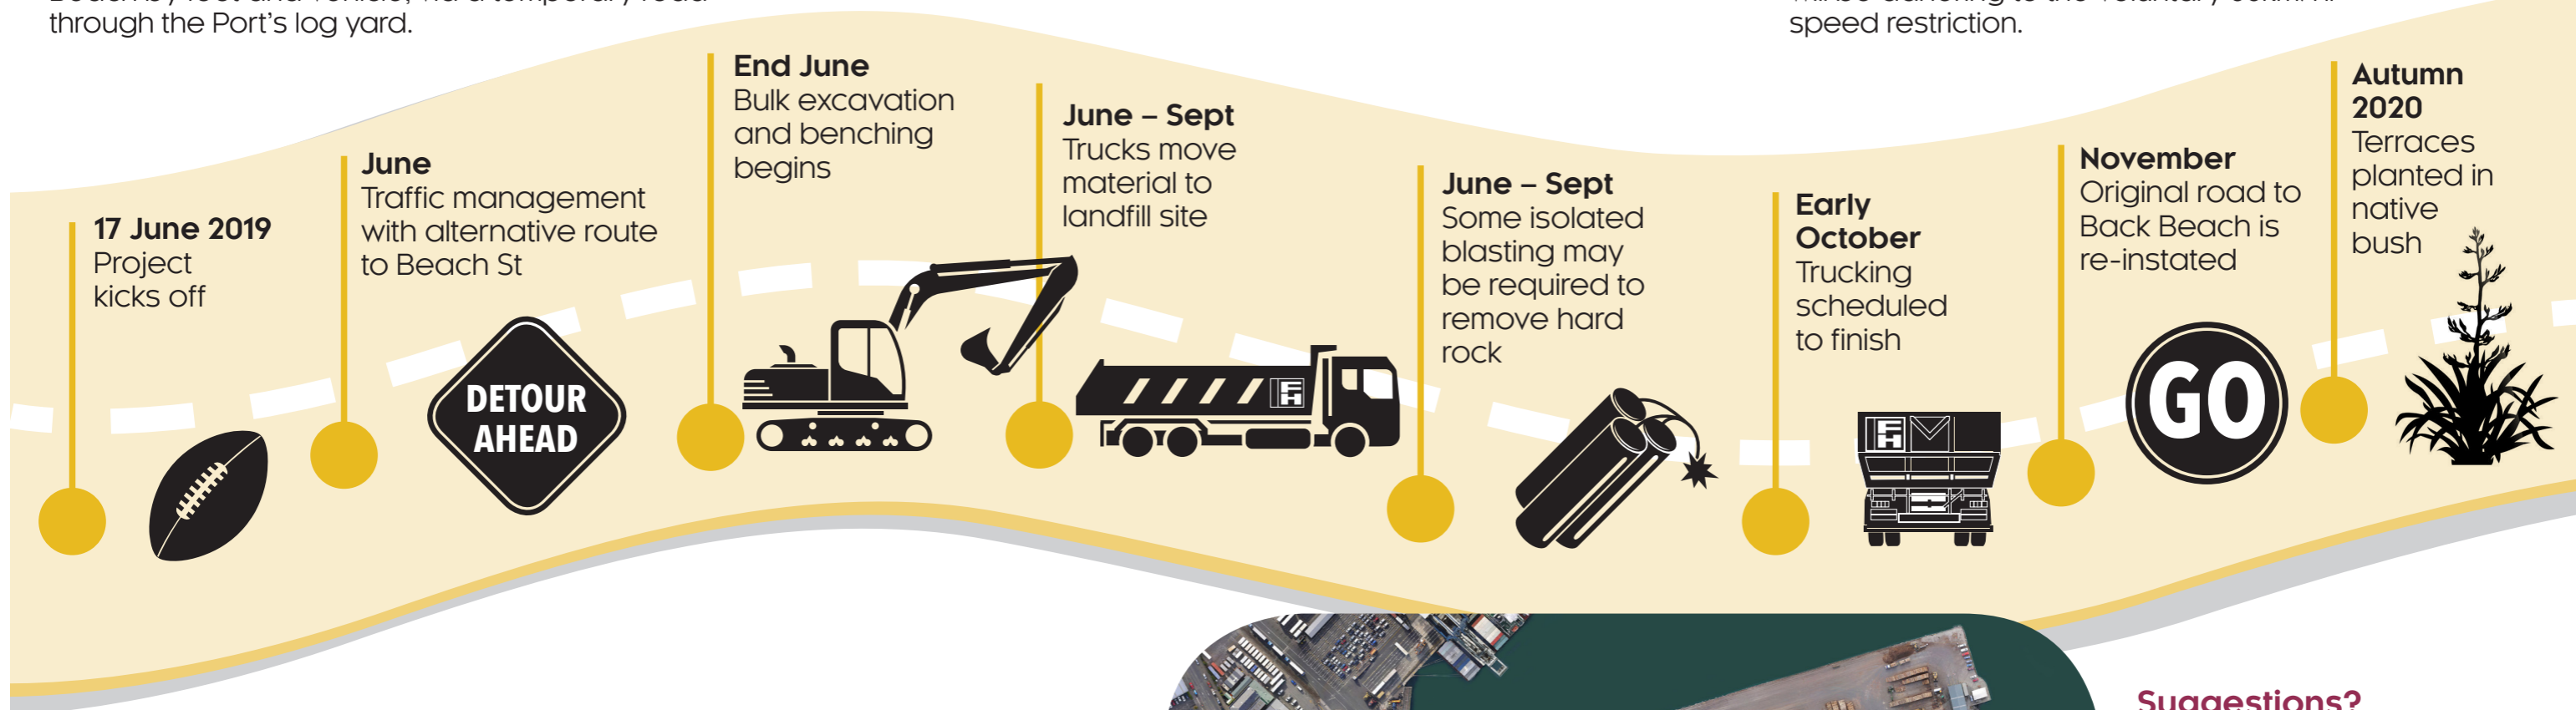 through the Port's log yard.
speed restriction.
17 June 2019
Project
kicks off
June
Traffic management
with alternative route
to Beach St
DETOUR
AHEAD
End June
Bulk excavation
and benching
begins
June – Sept
Trucks move
material to
landfill site
FH
June – Sept
Some isolated
blasting may
be required to
remove hard
rock
Early
October
Trucking
scheduled
to finish
FH
November
Original road to
Back Beach is
re-instated
GO
Autumn
2020
Terraces
planted in
native
bush
Suggestions?